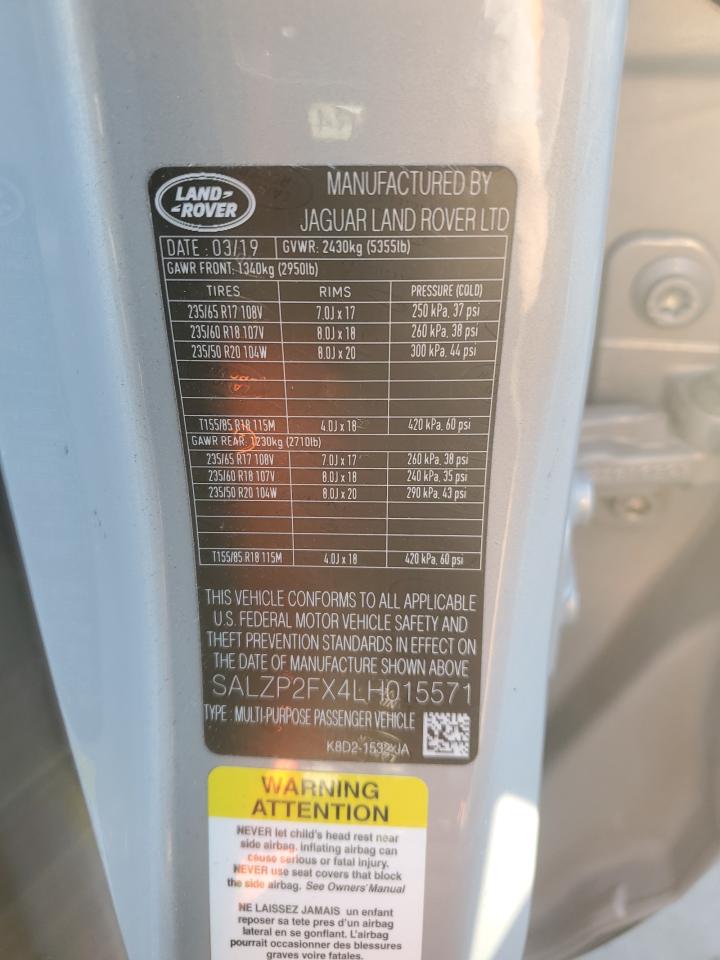 LAND-
-ROVER
MANUFACTURED BY
JAGUAR LAND ROVER LTD
DATE : 03/19 GVWR: 2430kg (5355lb)
GAWR FRONT: 1340kg (2950lb)
TIRES RIMS PRESSURE (COLD)
235/65 R17 108V 7.0J x 17 250 kPa, 37 psi
235/60 R18 107V 8.0J x 18 260 kPa, 38 psi
235/50 R20 104W 8.0J x 20 300 kPa, 44 psi
T155/85 R18 115M 4.0J x 18 420 kPa, 60 psi
GAWR REAR: 1230kg (2710lb)
235/65 R17 108V 7.0J x 17 260 kPa, 38 psi
235/60 R18 107V 8.0J x 18 240 kPa, 35 psi
235/50 R20 104W 8.0J x 20 290 kPa, 43 psi
T155/85 R18 115M 4.0J x 18 420 kPa, 60 psi
THIS VEHICLE CONFORMS TO ALL APPLICABLE
U.S. FEDERAL MOTOR VEHICLE SAFETY AND
THEFT PREVENTION STANDARDS IN EFFECT ON
THE DATE OF MANUFACTURE SHOWN ABOVE
SALZP2FX4LH015571
TYPE : MULTI-PURPOSE PASSENGER VEHICLE
WARNING
ATTENTION
NEVER let child's head rest near
side airbag, inflating airbag can
cause serious or fatal injury.
NEVER use seat covers that block
the side airbag. See Owners' Manual
NE LAISSEZ JAMAIS un enfant
reposer sa tete pres d'un airbag
lateral en se gonflant. L'airbag
pourrait occasionner des blessures
graves voire fatales.